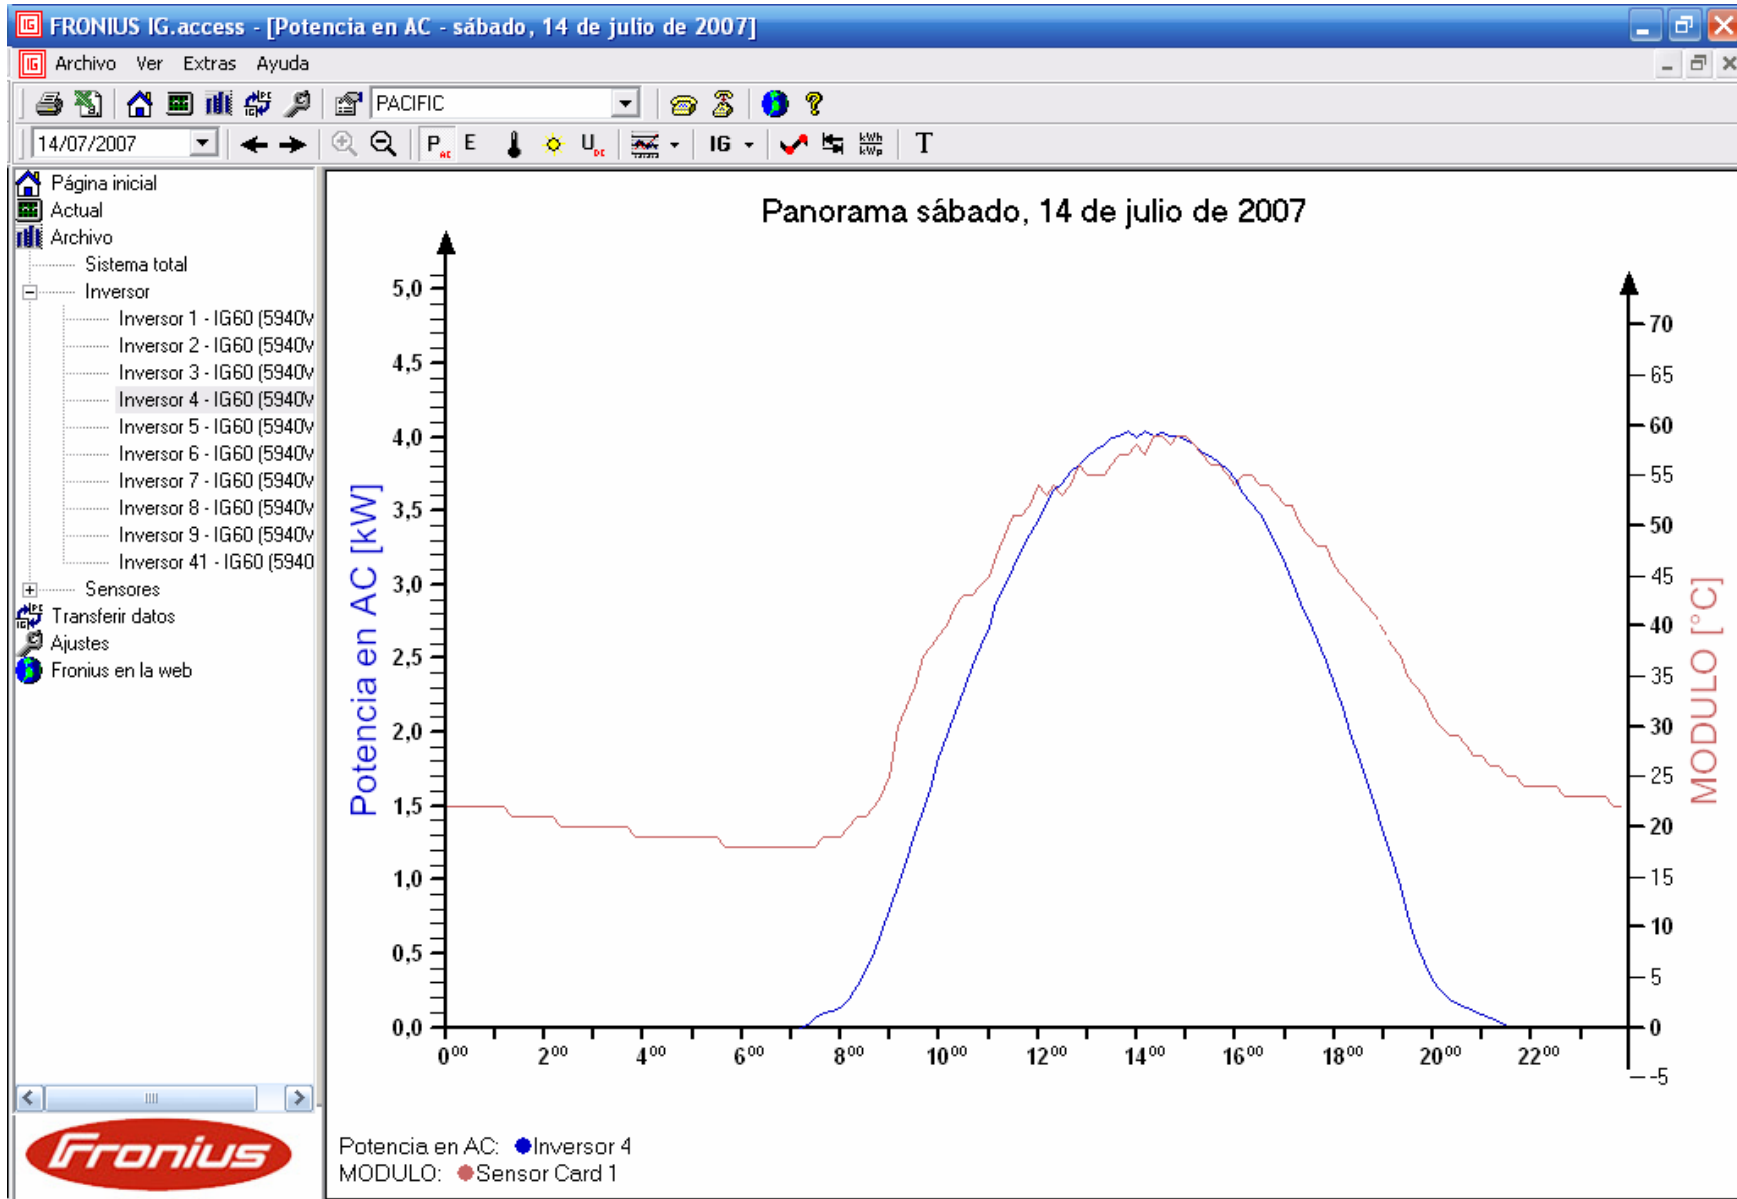 FRONIUS IG.access - [Potencia en AC - sábado, 14 de julio de 2007]
Archivo Ver Extras Ayuda
PACIFIC
14/07/2007 PAC E UDC IG kWh kWp T
Página inicial
Actual
Archivo
Sistema total
Inversor
Inversor 1 - IG60 (5940V
Inversor 2 - IG60 (5940V
Inversor 3 - IG60 (5940V
Inversor 4 - IG60 (5940V
Inversor 5 - IG60 (5940V
Inversor 6 - IG60 (5940V
Inversor 7 - IG60 (5940V
Inversor 8 - IG60 (5940V
Inversor 9 - IG60 (5940V
Inversor 41 - IG60 (5940
Sensores
Transferir datos
Ajustes
Fronius en la web
Fronius
Panorama sábado, 14 de julio de 2007
Potencia en AC [kW]
5,0
4,5
4,0
3,5
3,0
2,5
2,0
1,5
1,0
0,5
0,0
0⁰⁰ 2⁰⁰ 4⁰⁰ 6⁰⁰ 8⁰⁰ 10⁰⁰ 12⁰⁰ 14⁰⁰ 16⁰⁰ 18⁰⁰ 20⁰⁰ 22⁰⁰
70
65
60
55
50
45
40
35
30
25
20
15
10
5
0
-5
MODULO [°C]
Potencia en AC: Inversor 4
MODULO: Sensor Card 1